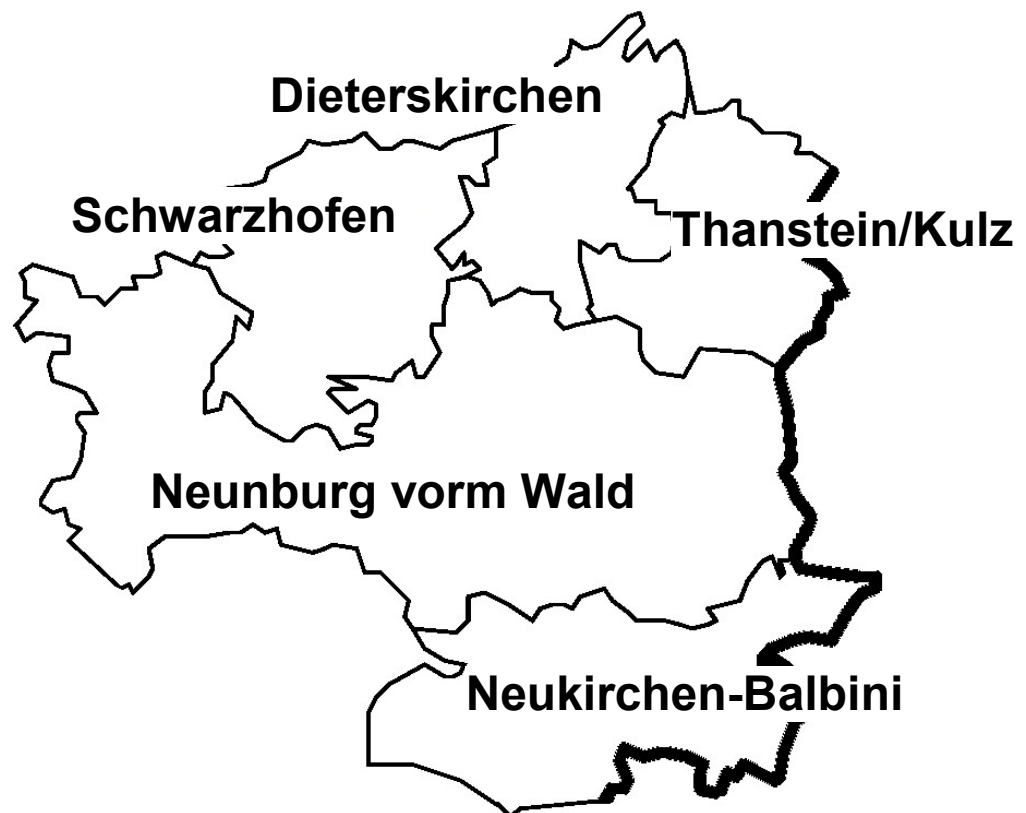 Dieterskirchen
Schwarzhofen
Thanstein/Kulz
Neunburg vorm Wald
Neukirchen-Balbini